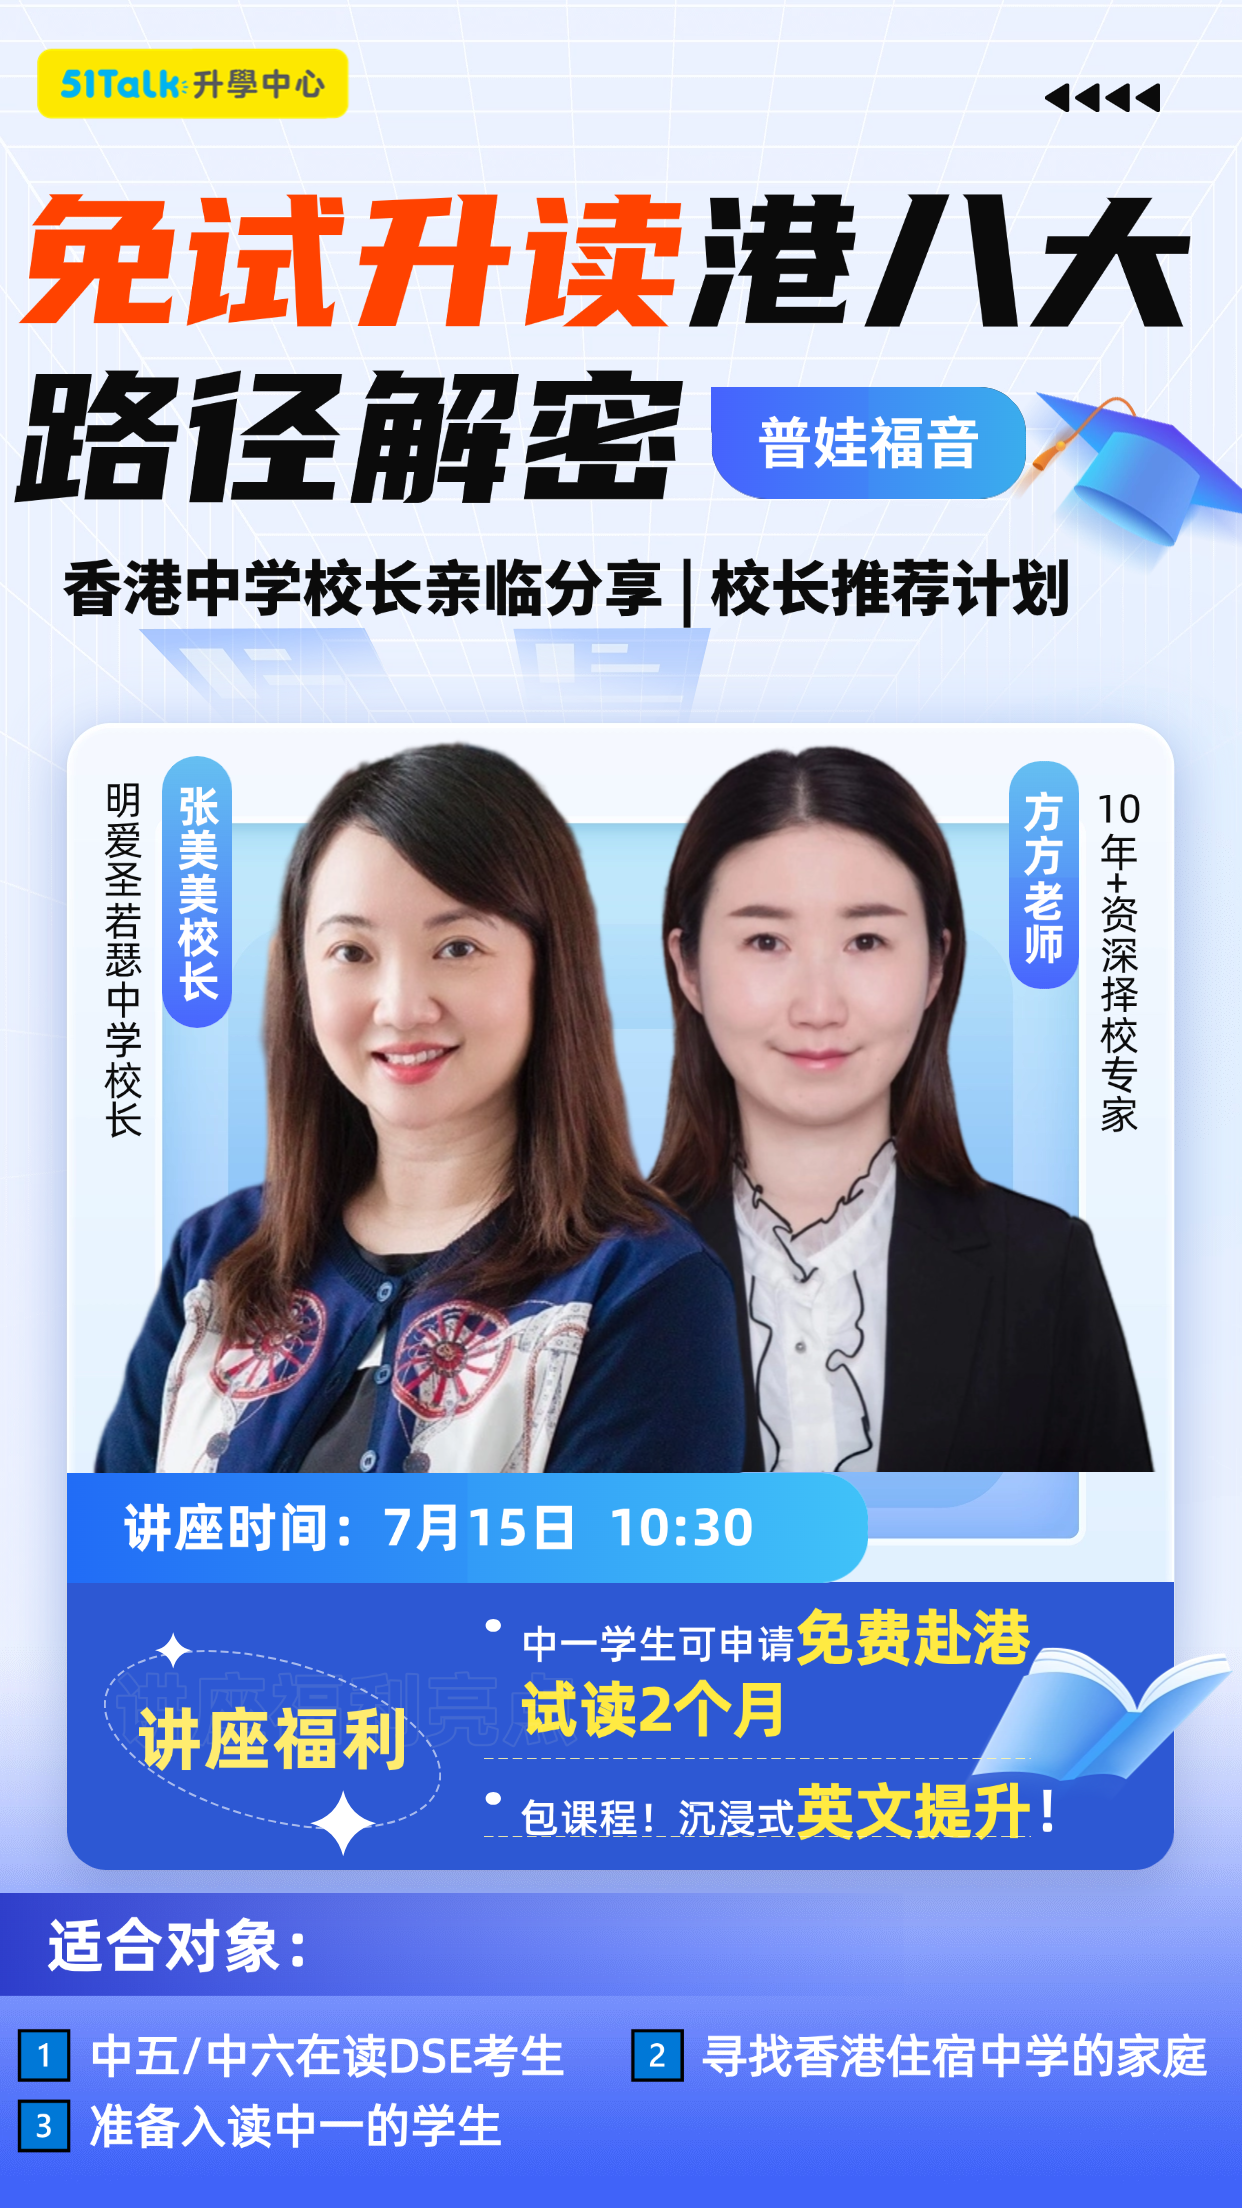 51Talk 升學中心
免试升读港八大
路径解密
普娃福音
香港中学校长亲临分享 | 校长推荐计划
明爱圣若瑟中学校长
张美美校长
方方老师
10年+资深择校专家
讲座时间：7月15日 10:30
讲座福利亮点
讲座福利
中一学生可申请免费赴港
试读2个月
包课程！沉浸式英文提升！
适合对象：
1 中五/中六在读DSE考生
2 寻找香港住宿中学的家庭
3 准备入读中一的学生